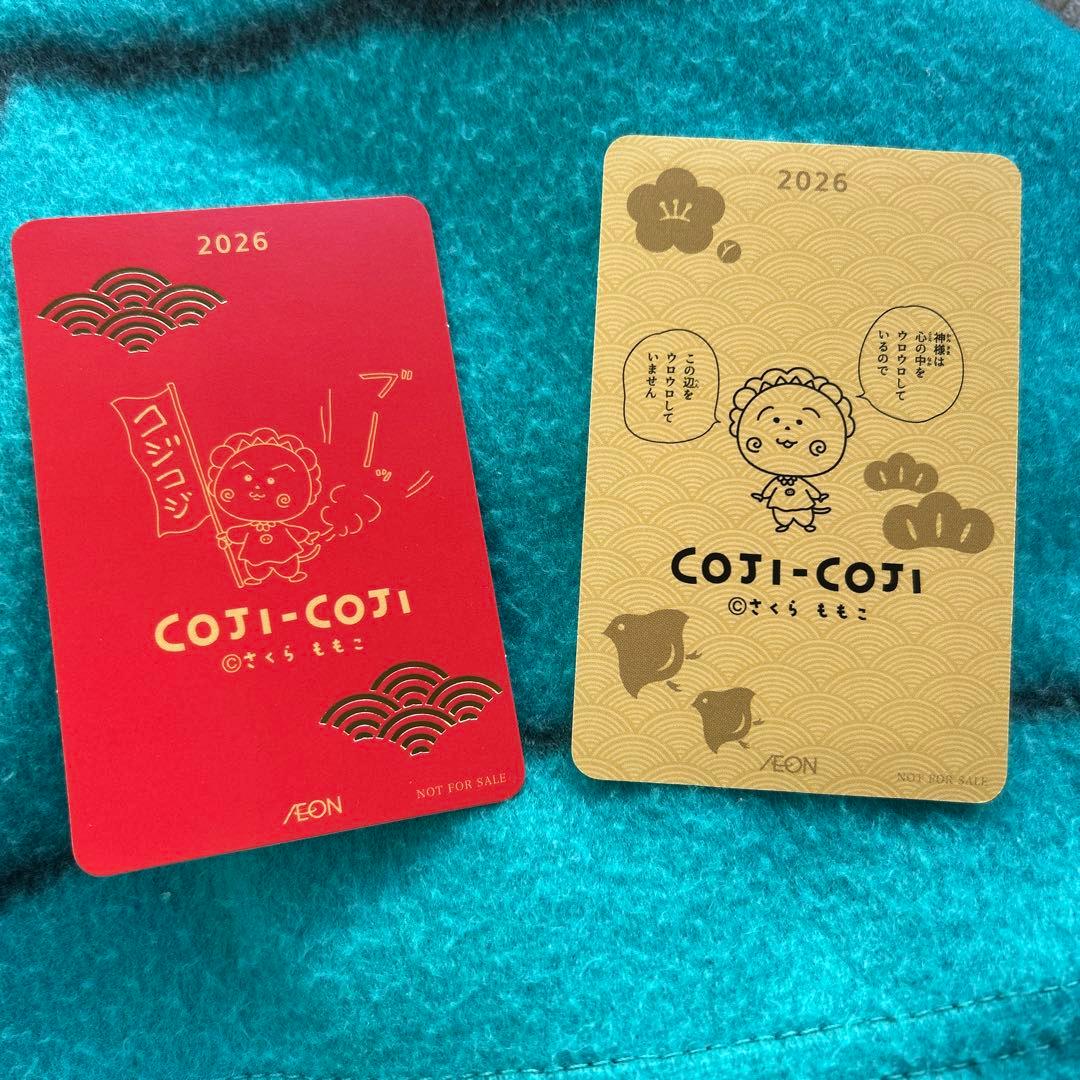 2026
コジコジ
ブーッ
COJI-COJI
©さくら ももこ
ÆON
NOT FOR SALE
2026
神様は
心の中を
ウロウロして
いるので
この辺を
ウロウロして
いません
COJI-COJI
©さくら ももこ
ÆON
NOT FOR SALE